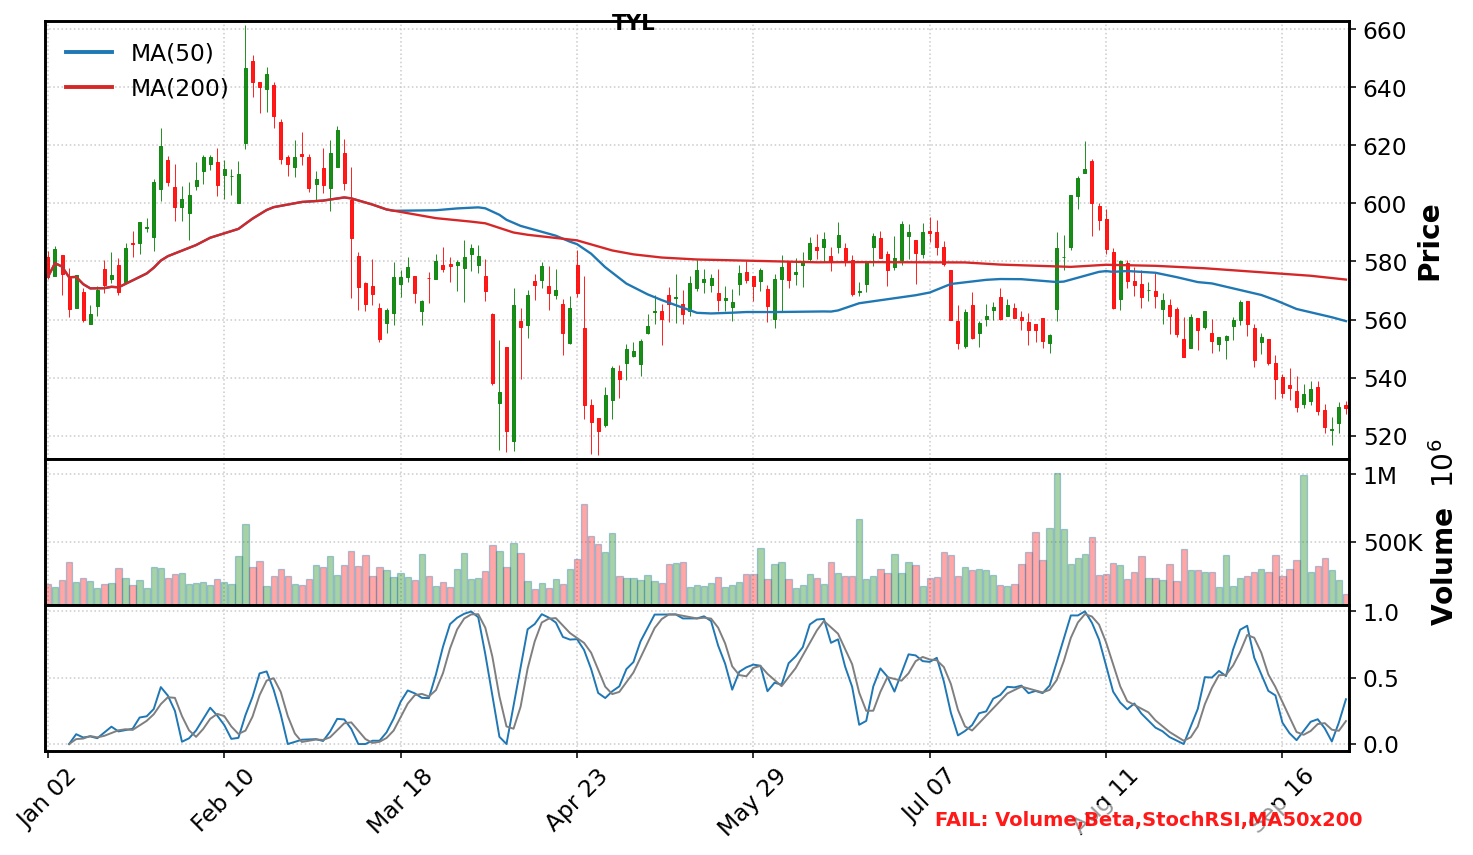 TYL
MA(50)
MA(200)
660
640
620
600
580
560
540
520
Price
1M
500K
Volume 10⁶
1.0
0.5
0.0
Jan 02
Feb 10
Mar 18
Apr 23
May 29
Jul 07
Aug 11
Sep 16
FAIL: Volume,Beta,StochRSI,MA50x200